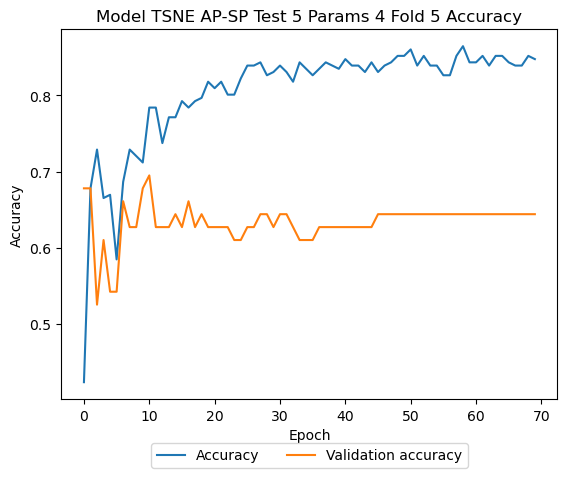 Model TSNE AP-SP Test 5 Params 4 Fold 5 Accuracy
Accuracy
0.8
0.7
0.6
0.5
0 10 20 30 40 50 60 70
Epoch
Accuracy Validation accuracy